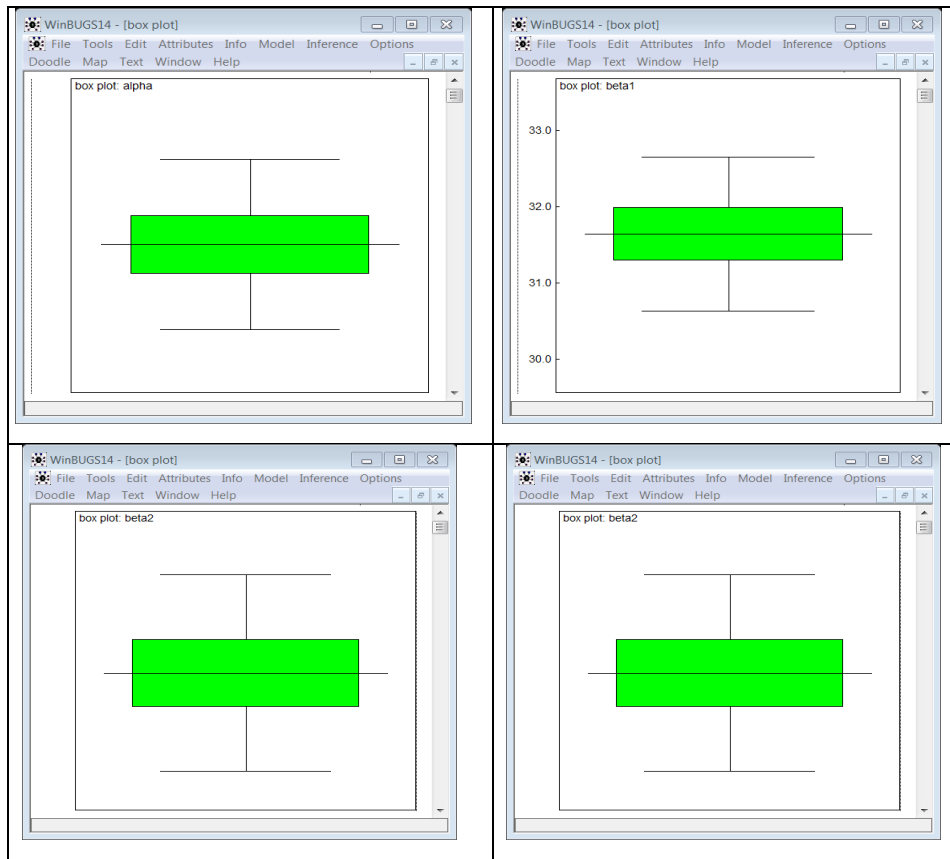 WinBUGS14 - [box plot]
File Tools Edit Attributes Info Model Inference Options
Doodle Map Text Window Help
box plot: alpha
WinBUGS14 - [box plot]
File Tools Edit Attributes Info Model Inference Options
Doodle Map Text Window Help
box plot: beta1
33.0
32.0
31.0
30.0
WinBUGS14 - [box plot]
File Tools Edit Attributes Info Model Inference Options
Doodle Map Text Window Help
box plot: beta2
WinBUGS14 - [box plot]
File Tools Edit Attributes Info Model Inference Options
Doodle Map Text Window Help
box plot: beta2